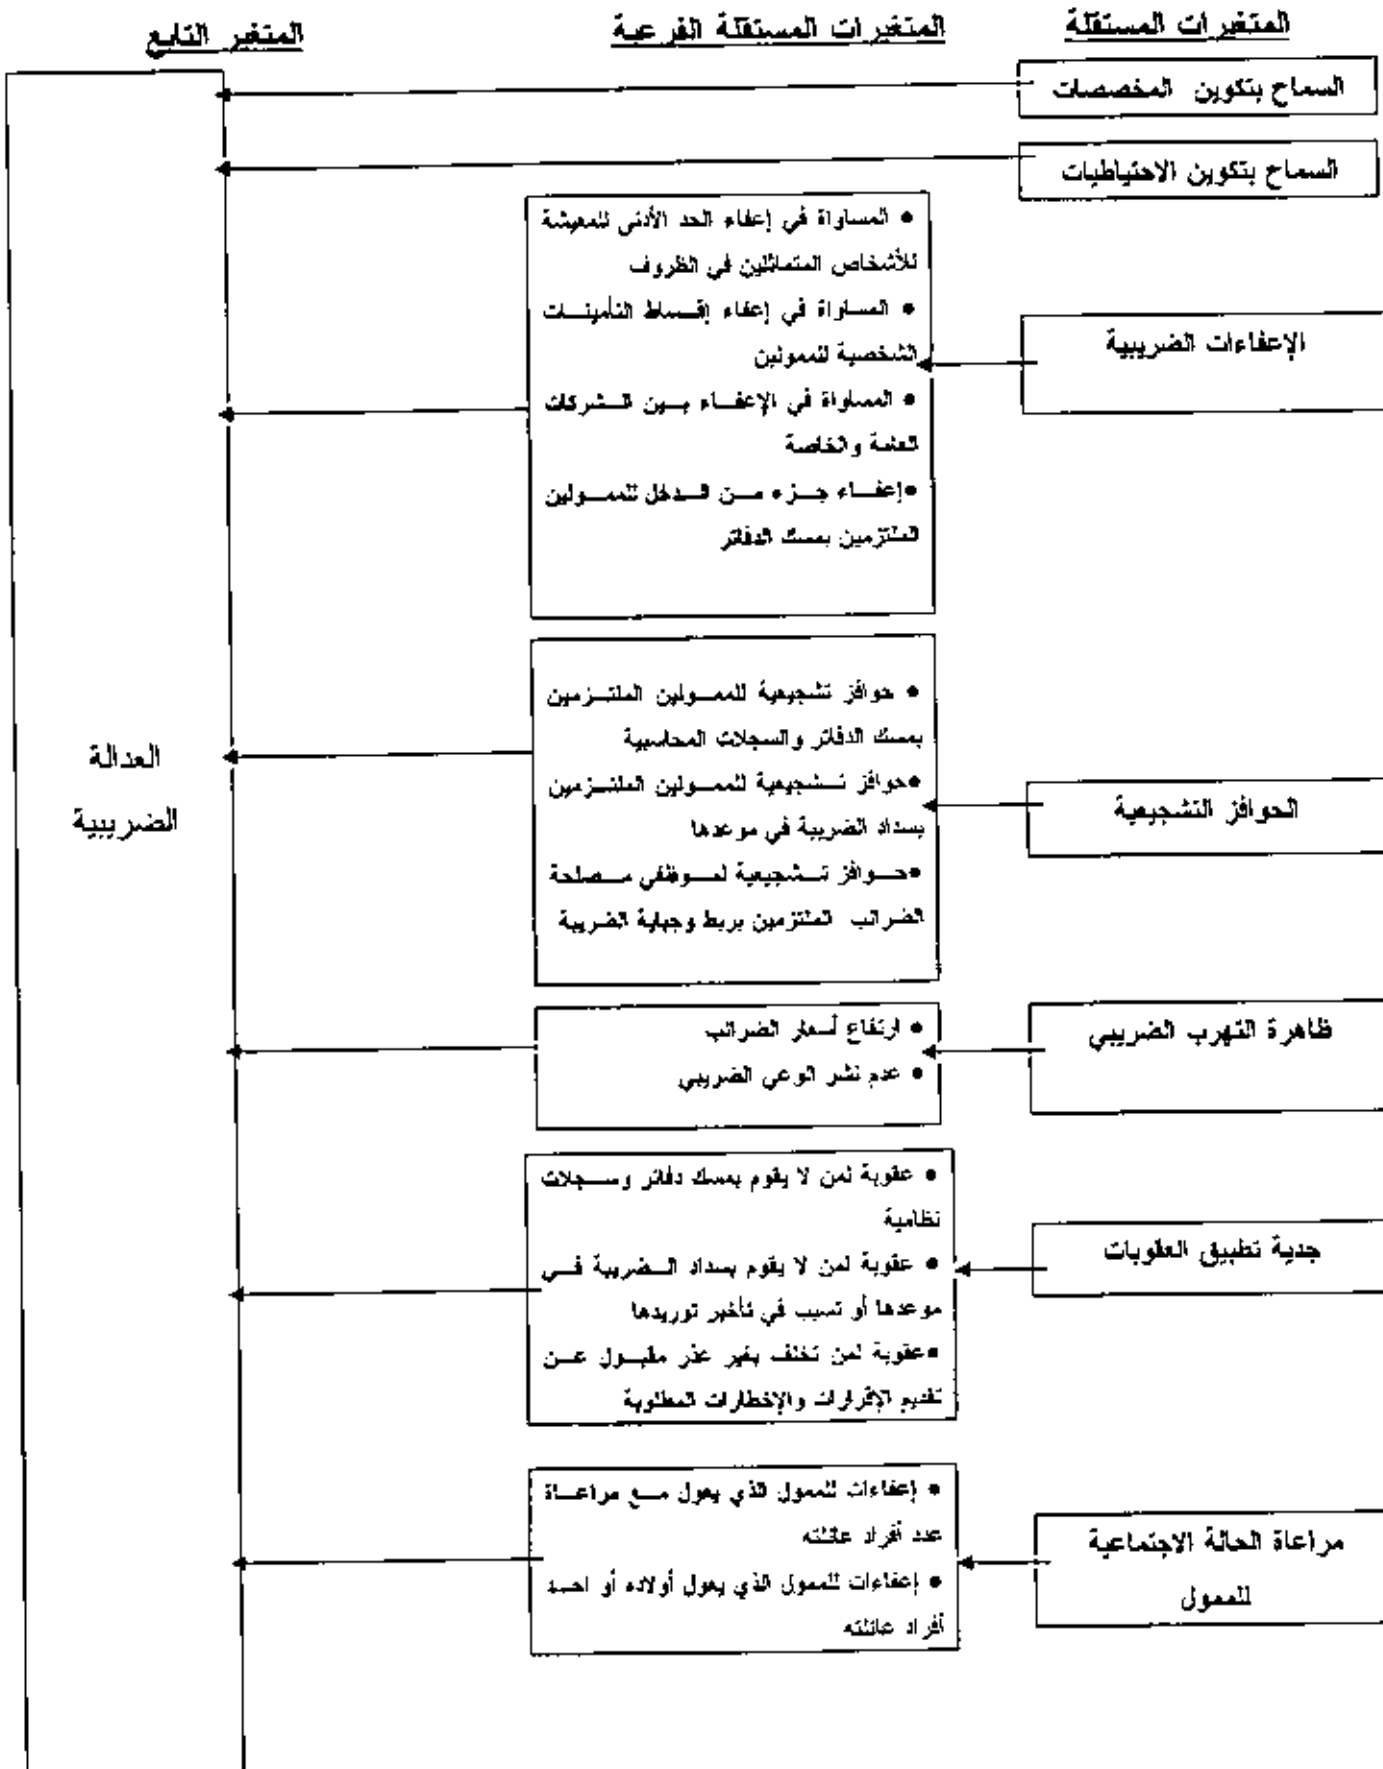 المتغيرات المستقلة
المتغيرات المستقلة الفرعية
المتغير التابع
السماح بتكوين المخصصات
السماح بتكوين الاحتياطيات
• المساواة في إعفاء الحد الأدنى للمعيشة
للأشخاص المتماثلين في الظروف
• المساواة في إعفاء إقساط التأمينات
الشخصية للممولين
• المساواة في الإعفاء بين الشركات
العامة والخاصة
•إعفاء جزء من الدخل للممولين
الملتزمين بمسك الدفاتر
الإعفاءات الضريبية
• حوافز تشجيعية للممولين الملتزمين
بمسك الدفاتر والسجلات المحاسبية
•حوافز تشجيعية للممولين الملتزمين
بسداد الضريبة في موعدها
•حوافز تشجيعية لموظفي مصلحة
الضرائب الملتزمين بربط وجباية الضريبة
الحوافز التشجيعية
العدالة
الضريبية
• ارتفاع أسعار الضرائب
• عدم نشر الوعي الضريبي
ظاهرة التهرب الضريبي
• عقوبة لمن لا يقوم بمسك دفاتر وسجلات
نظامية
• عقوبة لمن لا يقوم بسداد الضريبة في
موعدها أو تسبب في تأخير توريدها
•عقوبة لمن تخلف بغير عذر مقبول عن
تقديم الإقرارات والإخطارات المطلوبة
جدية تطبيق العقوبات
• إعفاءات للممول الذي يعول مع مراعاة
عدد أفراد عائلته
• إعفاءات للممول الذي يعول أولاده أو احد
أفراد عائلته
مراعاة الحالة الاجتماعية
للممول